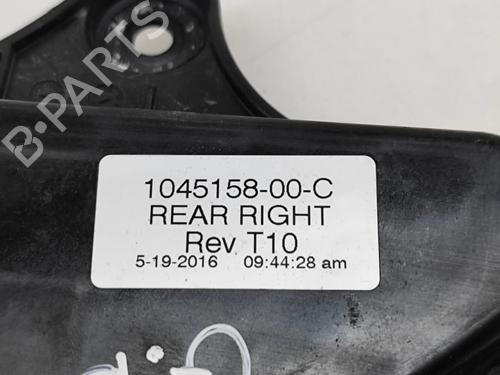 B-PARTS
1045158-00-C
REAR RIGHT
Rev T10
5-19-2016 09:44:28 am